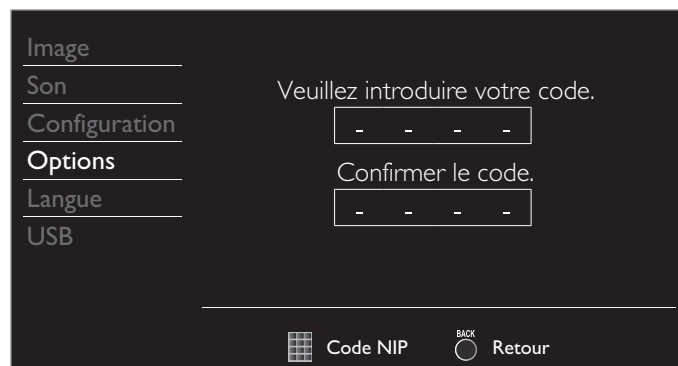 Image
Son
Configuration
Options
Langue
USB
Veuillez introduire votre code.
- - - -
Confirmer le code.
- - - -
Code NIP
BACK
Retour